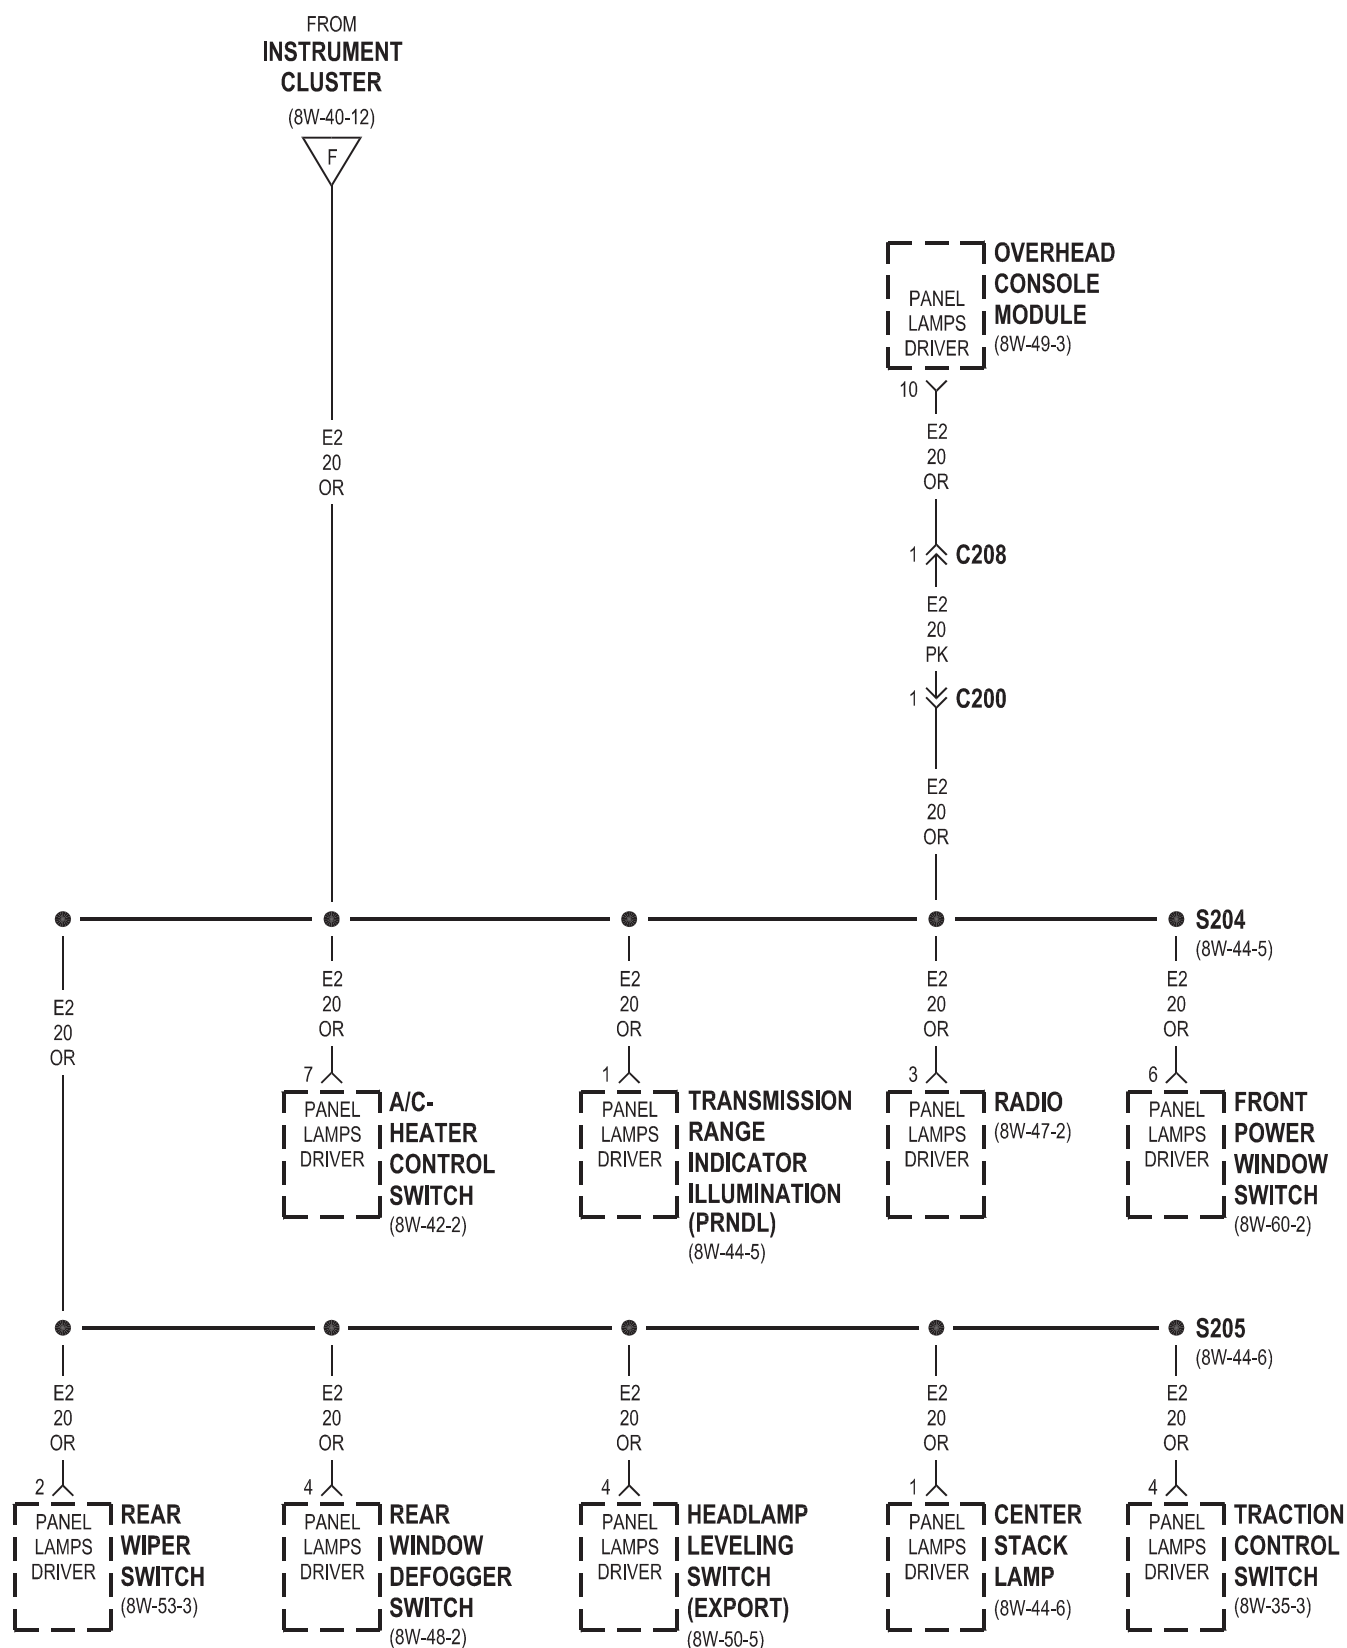 FROM
INSTRUMENT
CLUSTER
(8W-40-12)
F
E2
20
OR
OVERHEAD
CONSOLE
MODULE
(8W-49-3)
PANEL
LAMPS
DRIVER
10
E2
20
OR
1 C208
E2
20
PK
1 C200
E2
20
OR
S204
(8W-44-5)
E2
20
OR
E2
20
OR
7
PANEL
LAMPS
DRIVER
A/C-
HEATER
CONTROL
SWITCH
(8W-42-2)
E2
20
OR
1
PANEL
LAMPS
DRIVER
TRANSMISSION
RANGE
INDICATOR
ILLUMINATION
(PRNDL)
(8W-44-5)
E2
20
OR
3
PANEL
LAMPS
DRIVER
RADIO
(8W-47-2)
E2
20
OR
6
PANEL
LAMPS
DRIVER
FRONT
POWER
WINDOW
SWITCH
(8W-60-2)
S205
(8W-44-6)
E2
20
OR
2
PANEL
LAMPS
DRIVER
REAR
WIPER
SWITCH
(8W-53-3)
E2
20
OR
4
PANEL
LAMPS
DRIVER
REAR
WINDOW
DEFOGGER
SWITCH
(8W-48-2)
E2
20
OR
4
PANEL
LAMPS
DRIVER
HEADLAMP
LEVELING
SWITCH
(EXPORT)
(8W-50-5)
E2
20
OR
1
PANEL
LAMPS
DRIVER
CENTER
STACK
LAMP
(8W-44-6)
E2
20
OR
4
PANEL
LAMPS
DRIVER
TRACTION
CONTROL
SWITCH
(8W-35-3)